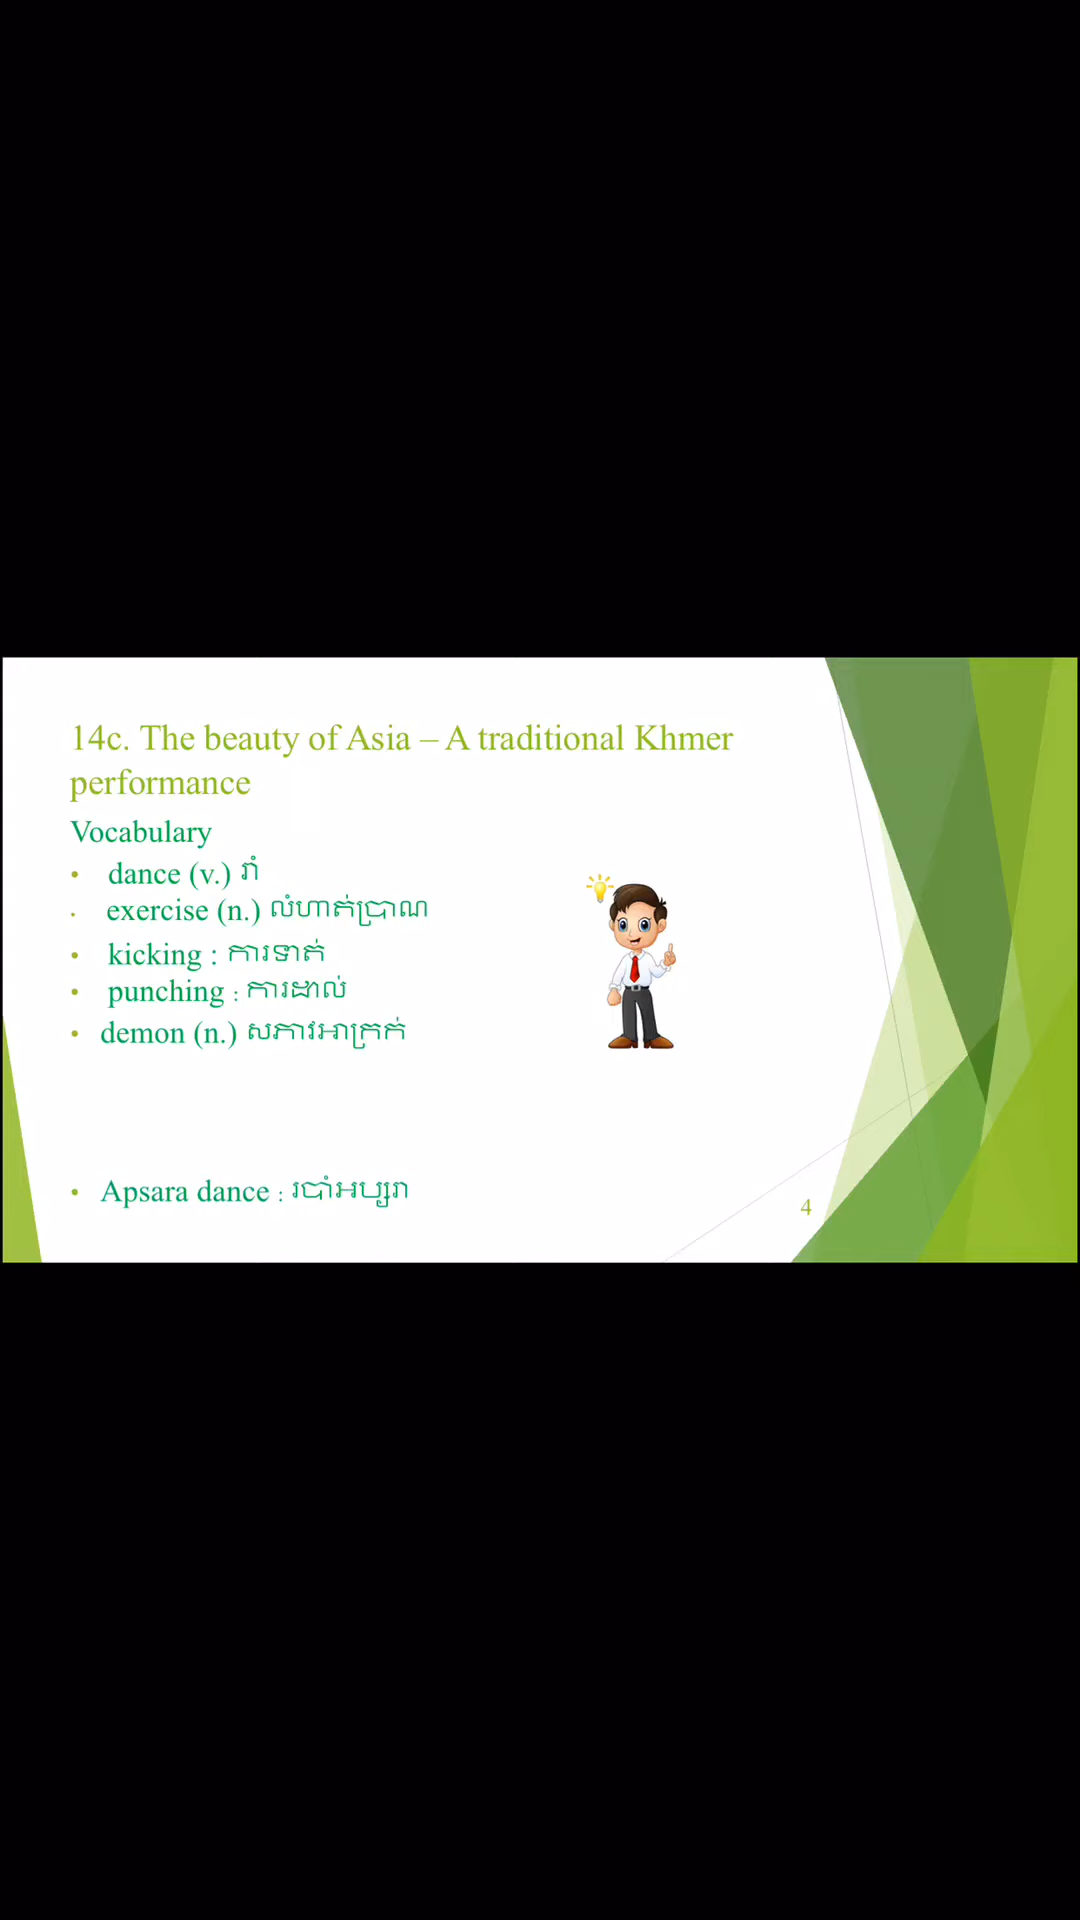 14c. The beauty of Asia – A traditional Khmer
performance
Vocabulary
• dance (v.) រាំ
• exercise (n.) លំហាត់ប្រាណ
• kicking : ការទាត់
• punching : ការដាល់
• demon (n.) សភាវអាក្រក់
• Apsara dance : របាំអប្សរា
4